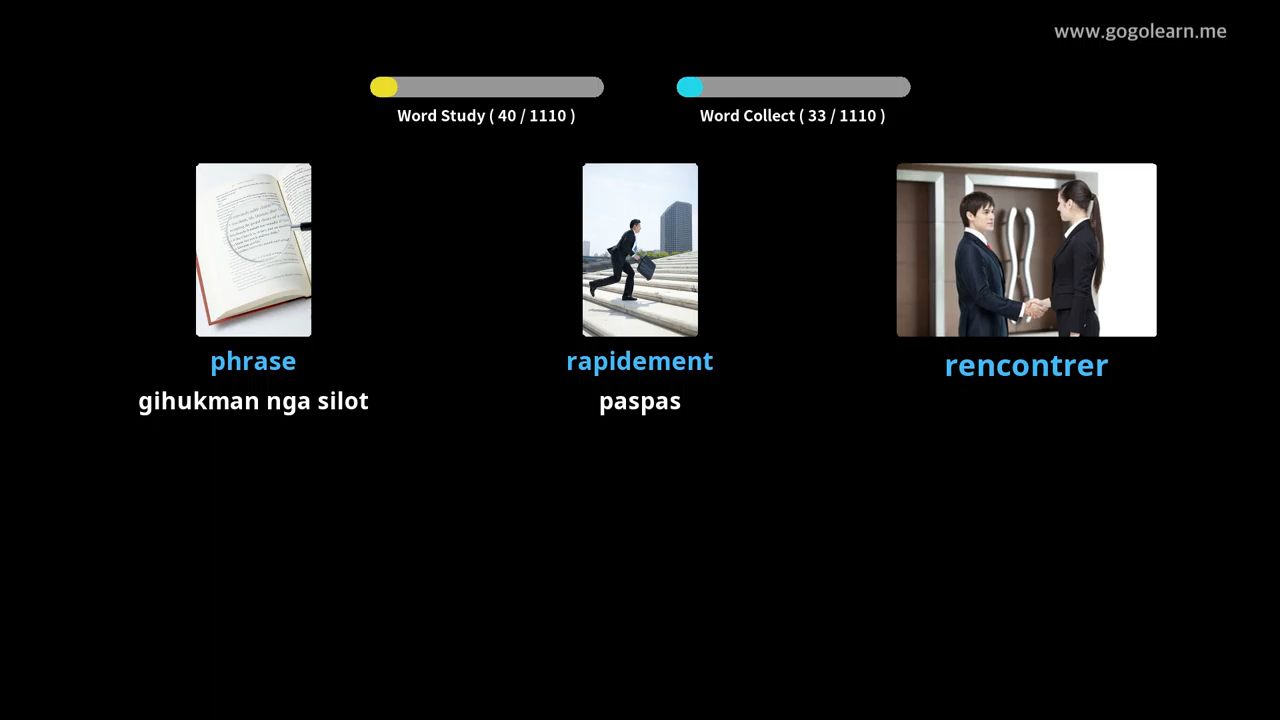 www.gogolearn.me
Word Study ( 40 / 1110 )
Word Collect ( 33 / 1110 )
phrase
rapidement
rencontrer
gihukman nga silot
paspas